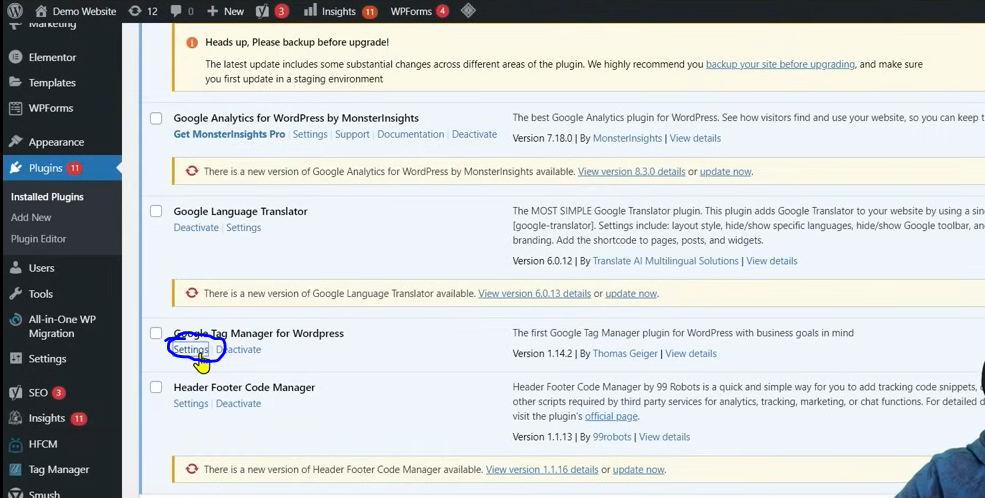 Demo Website 12 0 New 3 Insights 11 WPForms 4
Marketing
Elementor
Templates
WPForms
Appearance
Plugins 11
Installed Plugins
Add New
Plugin Editor
Users
Tools
All-in-One WP
Migration
Settings
SEO 3
Insights 11
HFCM
Tag Manager
Smush
Heads up, Please backup before upgrade!
The latest update includes some substantial changes across different areas of the plugin. We highly recommend you backup your site before upgrading, and make sure
you first update in a staging environment
Google Analytics for WordPress by MonsterInsights
Get MonsterInsights Pro | Settings | Support | Documentation | Deactivate
The best Google Analytics plugin for WordPress. See how visitors find and use your website, so you can keep t
Version 7.18.0 | By MonsterInsights | View details
There is a new version of Google Analytics for WordPress by MonsterInsights available. View version 8.3.0 details or update now.
Google Language Translator
Deactivate | Settings
The MOST SIMPLE Google Translator plugin. This plugin adds Google Translator to your website by using a sin
[google-translator]. Settings include: layout style, hide/show specific languages, hide/show Google toolbar, and
branding. Add the shortcode to pages, posts, and widgets.
Version 6.0.12 | By Translate AI Multilingual Solutions | View details
There is a new version of Google Language Translator available. View version 6.0.13 details or update now.
Google Tag Manager for Wordpress
Settings | Deactivate
The first Google Tag Manager plugin for WordPress with business goals in mind
Version 1.14.2 | By Thomas Geiger | View details
Header Footer Code Manager
Settings | Deactivate
Header Footer Code Manager by 99 Robots is a quick and simple way for you to add tracking code snippets, c
other scripts required by third party services for analytics, tracking, marketing, or chat functions. For detailed d
visit the plugin's official page.
Version 1.1.13 | By 99robots | View details
There is a new version of Header Footer Code Manager available. View version 1.1.16 details or update now.